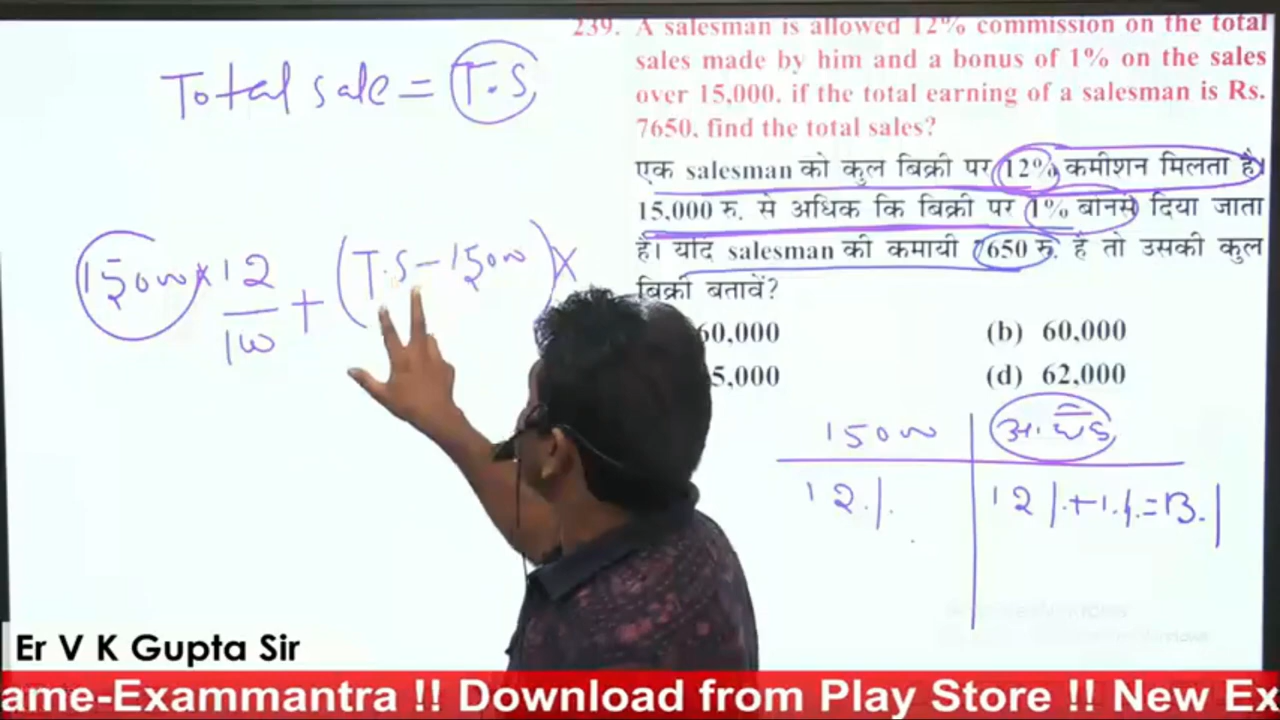 239. A salesman is allowed 12% commission on the total
sales made by him and a bonus of 1% on the sales
over 15,000. if the total earning of a salesman is Rs.
7650. find the total sales?
एक salesman को कुल बिक्री पर 12% कमीशन मिलता है।
15,000 रु. से अधिक कि बिक्री पर 1% बोनस दिया जाता
है। यदि salesman की कमायी 7650 रु. है तो उसकी कुल
बिक्री बतावें?
60,000
(b) 60,000
5,000
(d) 62,000
Total sale = T.S
15000 × 12/100 + (T.S - 15000) ×
15000
12%
12% + 1% = 13%
Er V K Gupta Sir
ame-Exammantra !! Download from Play Store !! New Ex